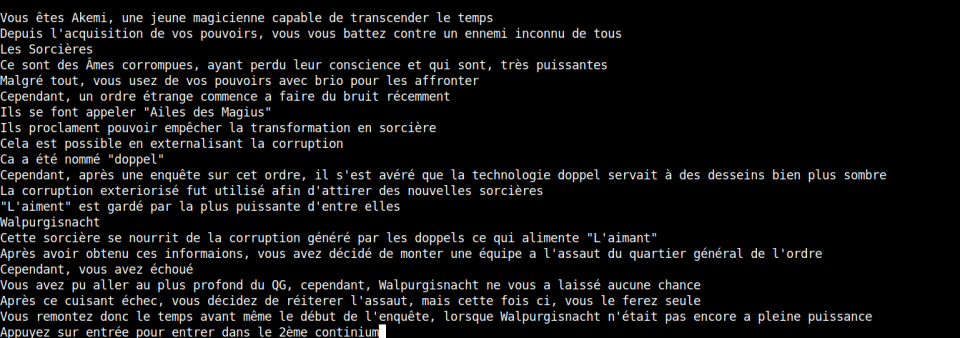 Vous êtes Akemi, une jeune magicienne capable de transcender le temps
Depuis l'acquisition de vos pouvoirs, vous vous battez contre un ennemi inconnu de tous
Les Sorcières
Ce sont des Âmes corrompues, ayant perdu leur conscience et qui sont, très puissantes
Malgré tout, vous usez de vos pouvoirs avec brio pour les affronter
Cependant, un ordre étrange commence a faire du bruit récemment
Ils se font appeler "Ailes des Magius"
Ils proclament pouvoir empêcher la transformation en sorcière
Cela est possible en externalisant la corruption
Ca a été nommé "doppel"
Cependant, après une enquête sur cet ordre, il s'est avéré que la technologie doppel servait à des desseins bien plus sombre
La corruption exteriorisé fut utilisé afin d'attirer des nouvelles sorcières
"L'aiment" est gardé par la plus puissante d'entre elles
Walpurgisnacht
Cette sorcière se nourrit de la corruption généré par les doppels ce qui alimente "L'aimant"
Après avoir obtenu ces informaions, vous avez décidé de monter une équipe a l'assaut du quartier général de l'ordre
Cependant, vous avez échoué
Vous avez pu aller au plus profond du QG, cependant, Walpurgisnacht ne vous a laissé aucune chance
Après ce cuisant échec, vous décidez de réiterer l'assaut, mais cette fois ci, vous le ferez seule
Vous remontez donc le temps avant même le début de l'enquête, lorsque Walpurgisnacht n'était pas encore a pleine puissance
Appuyez sur entrée pour entrer dans le 2ème continium